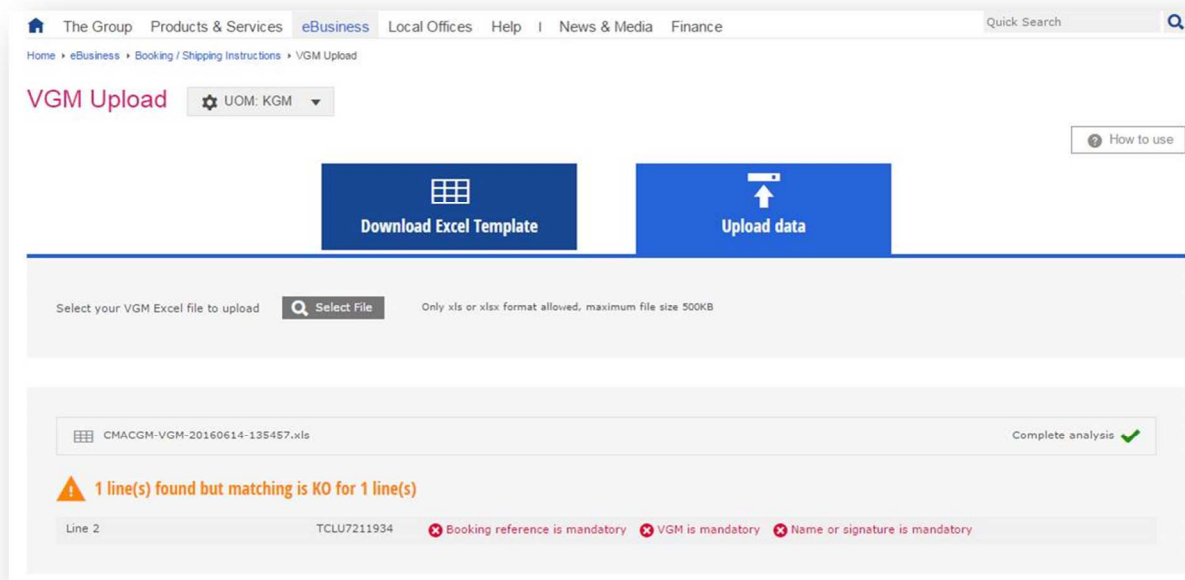 The Group Products & Services eBusiness Local Offices Help | News & Media Finance Quick Search
Home ▸ eBusiness ▸ Booking / Shipping Instructions ▸ VGM Upload
VGM Upload UOM: KGM
How to use
Download Excel Template Upload data
Select your VGM Excel file to upload Select File Only xls or xlsx format allowed, maximum file size 500KB
CMACGM-VGM-20160614-135457.xls Complete analysis
1 line(s) found but matching is KO for 1 line(s)
Line 2 TCLU7211934 Booking reference is mandatory VGM is mandatory Name or signature is mandatory